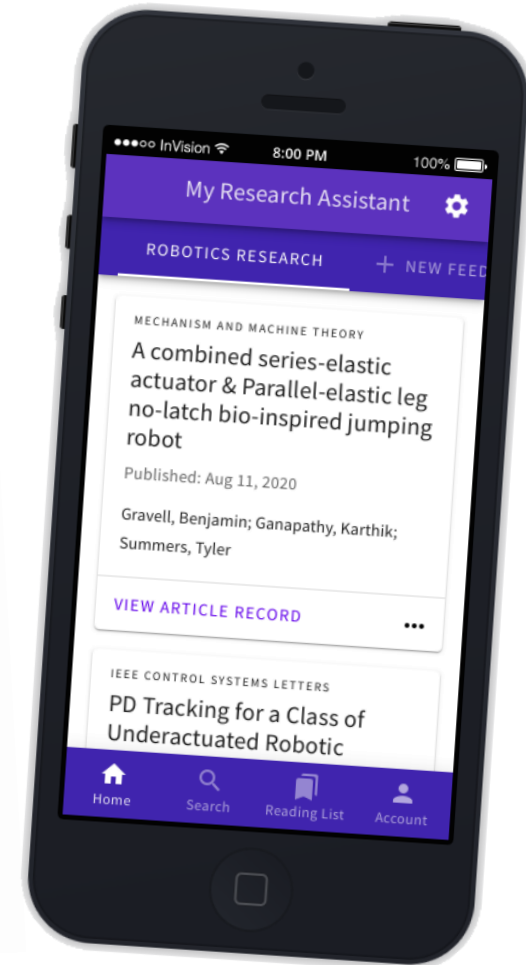 InVision 8:00 PM 100%
My Research Assistant
ROBOTICS RESEARCH + NEW FEED
MECHANISM AND MACHINE THEORY
A combined series-elastic
actuator & Parallel-elastic leg
no-latch bio-inspired jumping
robot
Published: Aug 11, 2020
Gravell, Benjamin; Ganapathy, Karthik;
Summers, Tyler
VIEW ARTICLE RECORD
IEEE CONTROL SYSTEMS LETTERS
PD Tracking for a Class of
Underactuated Robotic
Home Search Reading List Account